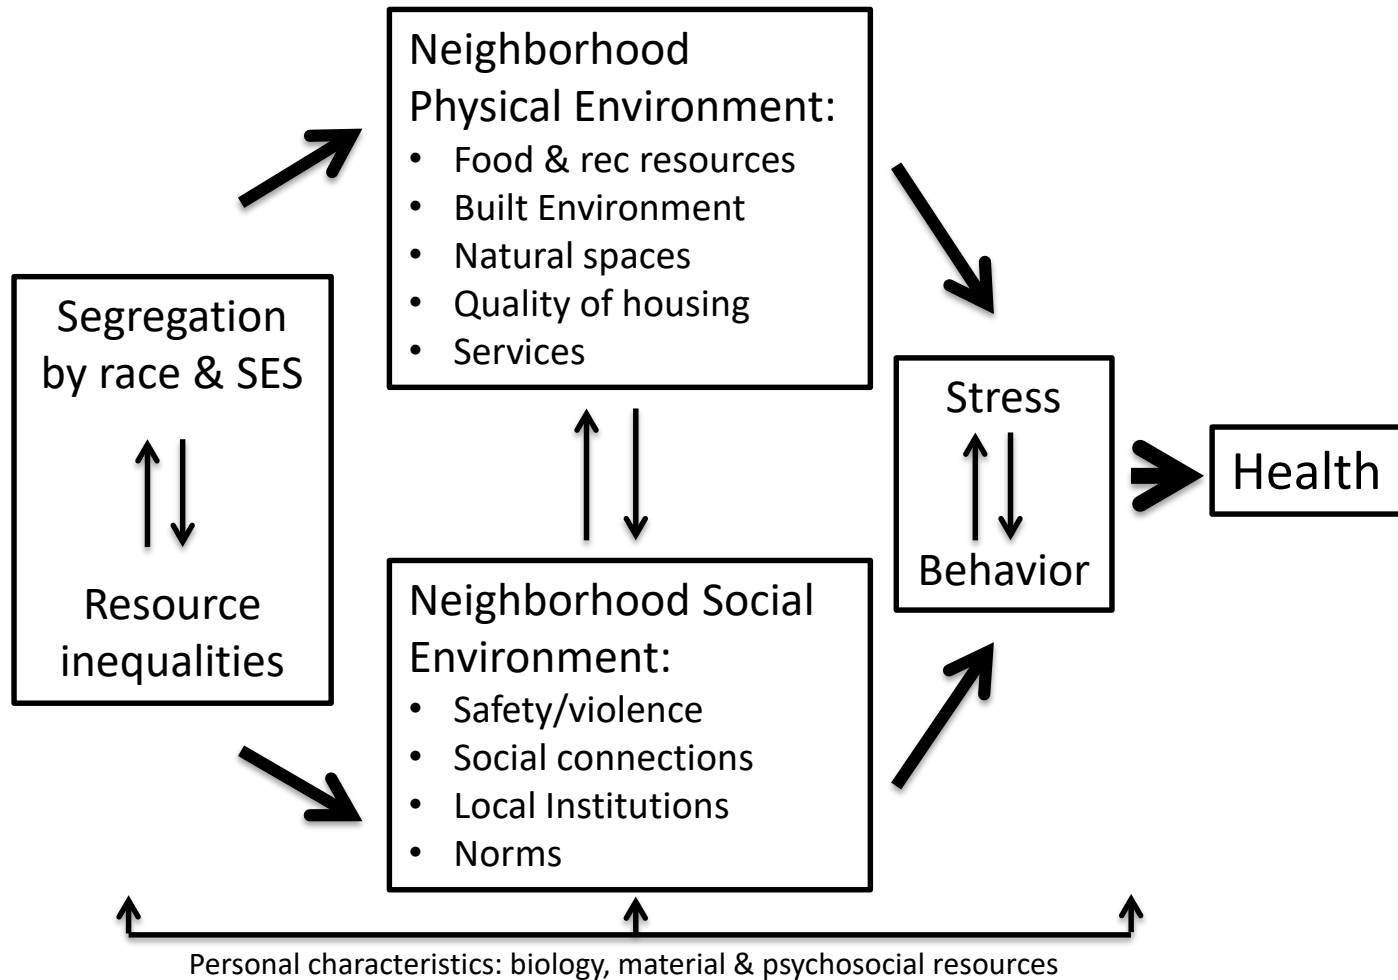 Neighborhood
Physical Environment:
• Food & rec resources
• Built Environment
• Natural spaces
• Quality of housing
• Services
Segregation
by race & SES
Resource
inequalities
Neighborhood Social
Environment:
• Safety/violence
• Social connections
• Local Institutions
• Norms
Stress
Behavior
Health
Personal characteristics: biology, material & psychosocial resources